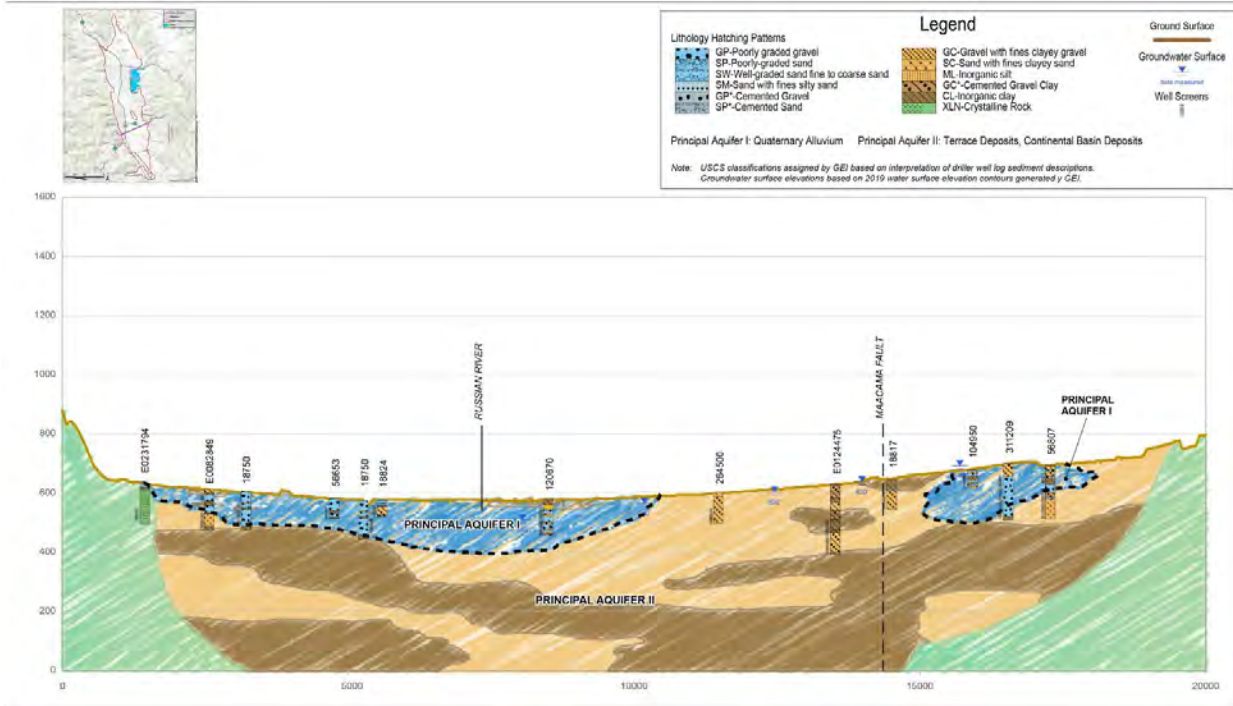 Legend
Lithology Hatching Patterns
GP-Poorly graded gravel
SP-Poorly-graded sand
SW-Well-graded sand fine to coarse sand
SM-Sand with fines silty sand
GP*-Cemented Gravel
SP*-Cemented Sand
GC-Gravel with fines clayey gravel
SC-Sand with fines clayey sand
ML-Inorganic silt
GC*-Cemented Gravel Clay
CL-Inorganic clay
XLN-Crystalline Rock
Ground Surface
Groundwater Surface
date measured
Well Screens
Principal Aquifer I: Quaternary Alluvium Principal Aquifer II: Terrace Deposits, Continental Basin Deposits
Note: USCS classifications assigned by GEI based on interpretation of driller well log sediment descriptions.
Groundwater surface elevations based on 2019 water surface elevation contours generated y GEI.
1600
1400
1200
1000
800
600
400
200
0
E0231794
E0082849
18750
56653
18750
18824
RUSSIAN RIVER
120670
264500
E0124475
MAACAMA FAULT
18817
104950
311209
56807
PRINCIPAL
AQUIFER I
PRINCIPAL AQUIFER I
PRINCIPAL AQUIFER II
0
5000
10000
15000
20000